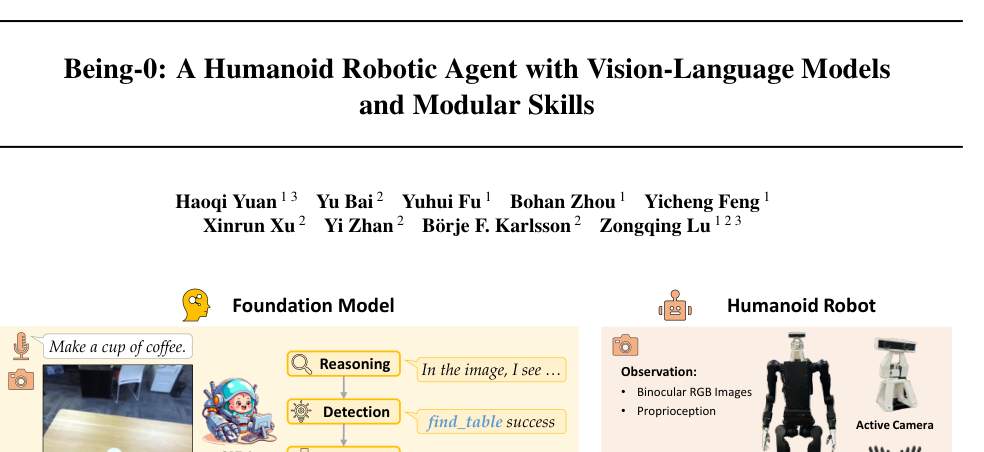 Being-0: A Humanoid Robotic Agent with Vision-Language Models
and Modular Skills
Haoqi Yuan 1 3 Yu Bai 2 Yuhui Fu 1 Bohan Zhou 1 Yicheng Feng 1
Xinrun Xu 2 Yi Zhan 2 Börje F. Karlsson 2 Zongqing Lu 1 2 3
Foundation Model
Humanoid Robot
Make a cup of coffee.
Reasoning
In the image, I see …
Detection
find_table success
Observation:
• Binocular RGB Images
• Proprioception
Active Camera